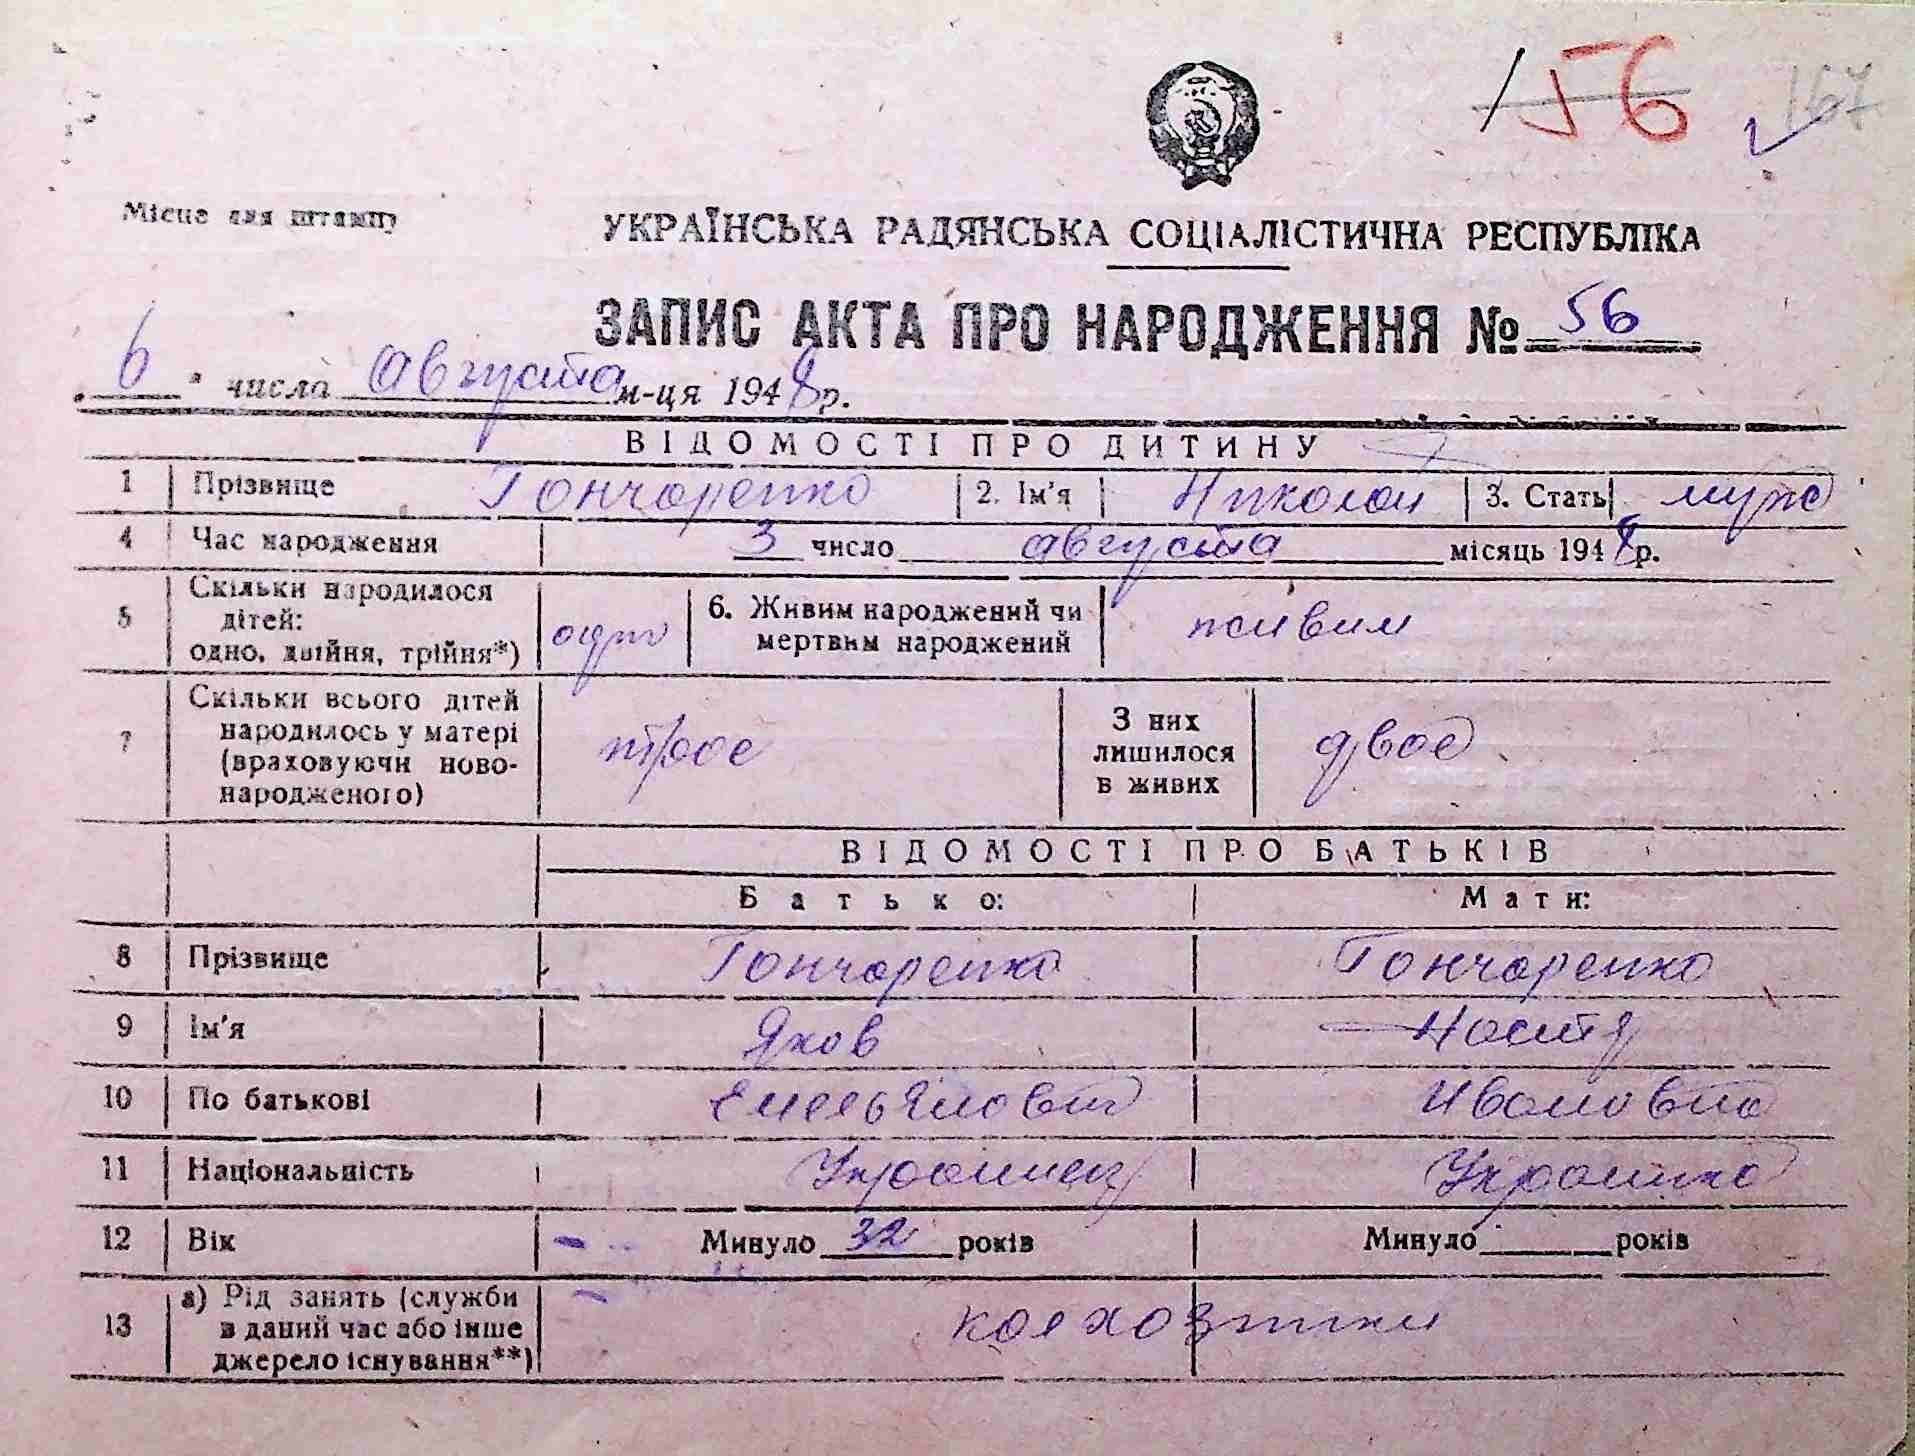 156 167
Місце для штампу
УКРАЇНСЬКА РАДЯНСЬКА СОЦІАЛІСТИЧНА РЕСПУБЛІКА
ЗАПИС АКТА ПРО НАРОДЖЕННЯ № 56
6 числа августа м-ця 1948 р.
ВІДОМОСТІ ПРО ДИТИНУ
1 Прізвище Гончаренко 2. Ім'я Николай 3. Стать муж
4 Час народження 3 число августа місяць 1948 р.
5 Скільки народилося дітей: одно, двійня, трійня*) одно 6. Живим народжений чи мертвим народжений живим
7 Скільки всього дітей народилось у матері (враховуючи новонародженого) трое З них лишилося в живих двое
ВІДОМОСТІ ПРО БАТЬКІВ
Батько: Мати:
8 Прізвище Гончаренко Гончаренко
9 Ім'я Яков Настя
10 По батькові Емельянович Ивановна
11 Національність Украинец Украинка
12 Вік Минуло 32 років Минуло років
13 а) Рід занять (служби в даний час або інше джерело існування**) колхозники